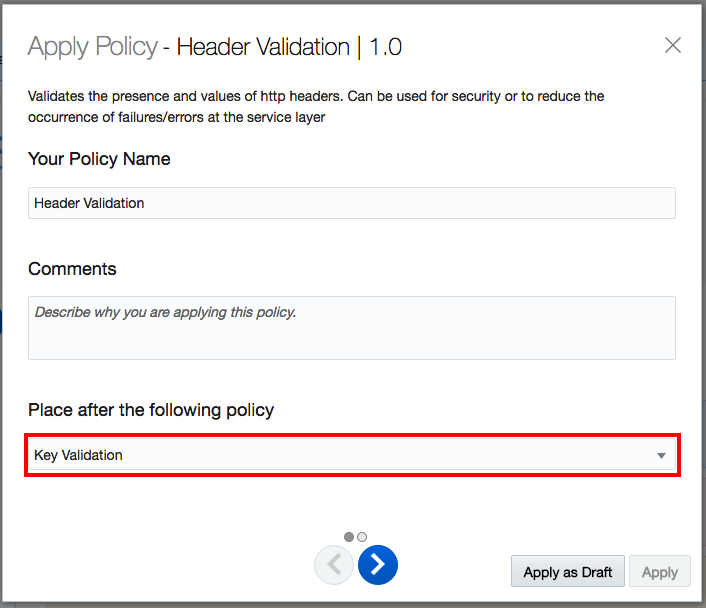 Apply Policy - Header Validation | 1.0
Validates the presence and values of http headers. Can be used for security or to reduce the
occurrence of failures/errors at the service layer
Your Policy Name
Header Validation
Comments
Describe why you are applying this policy.
Place after the following policy
Key Validation
Apply as Draft
Apply